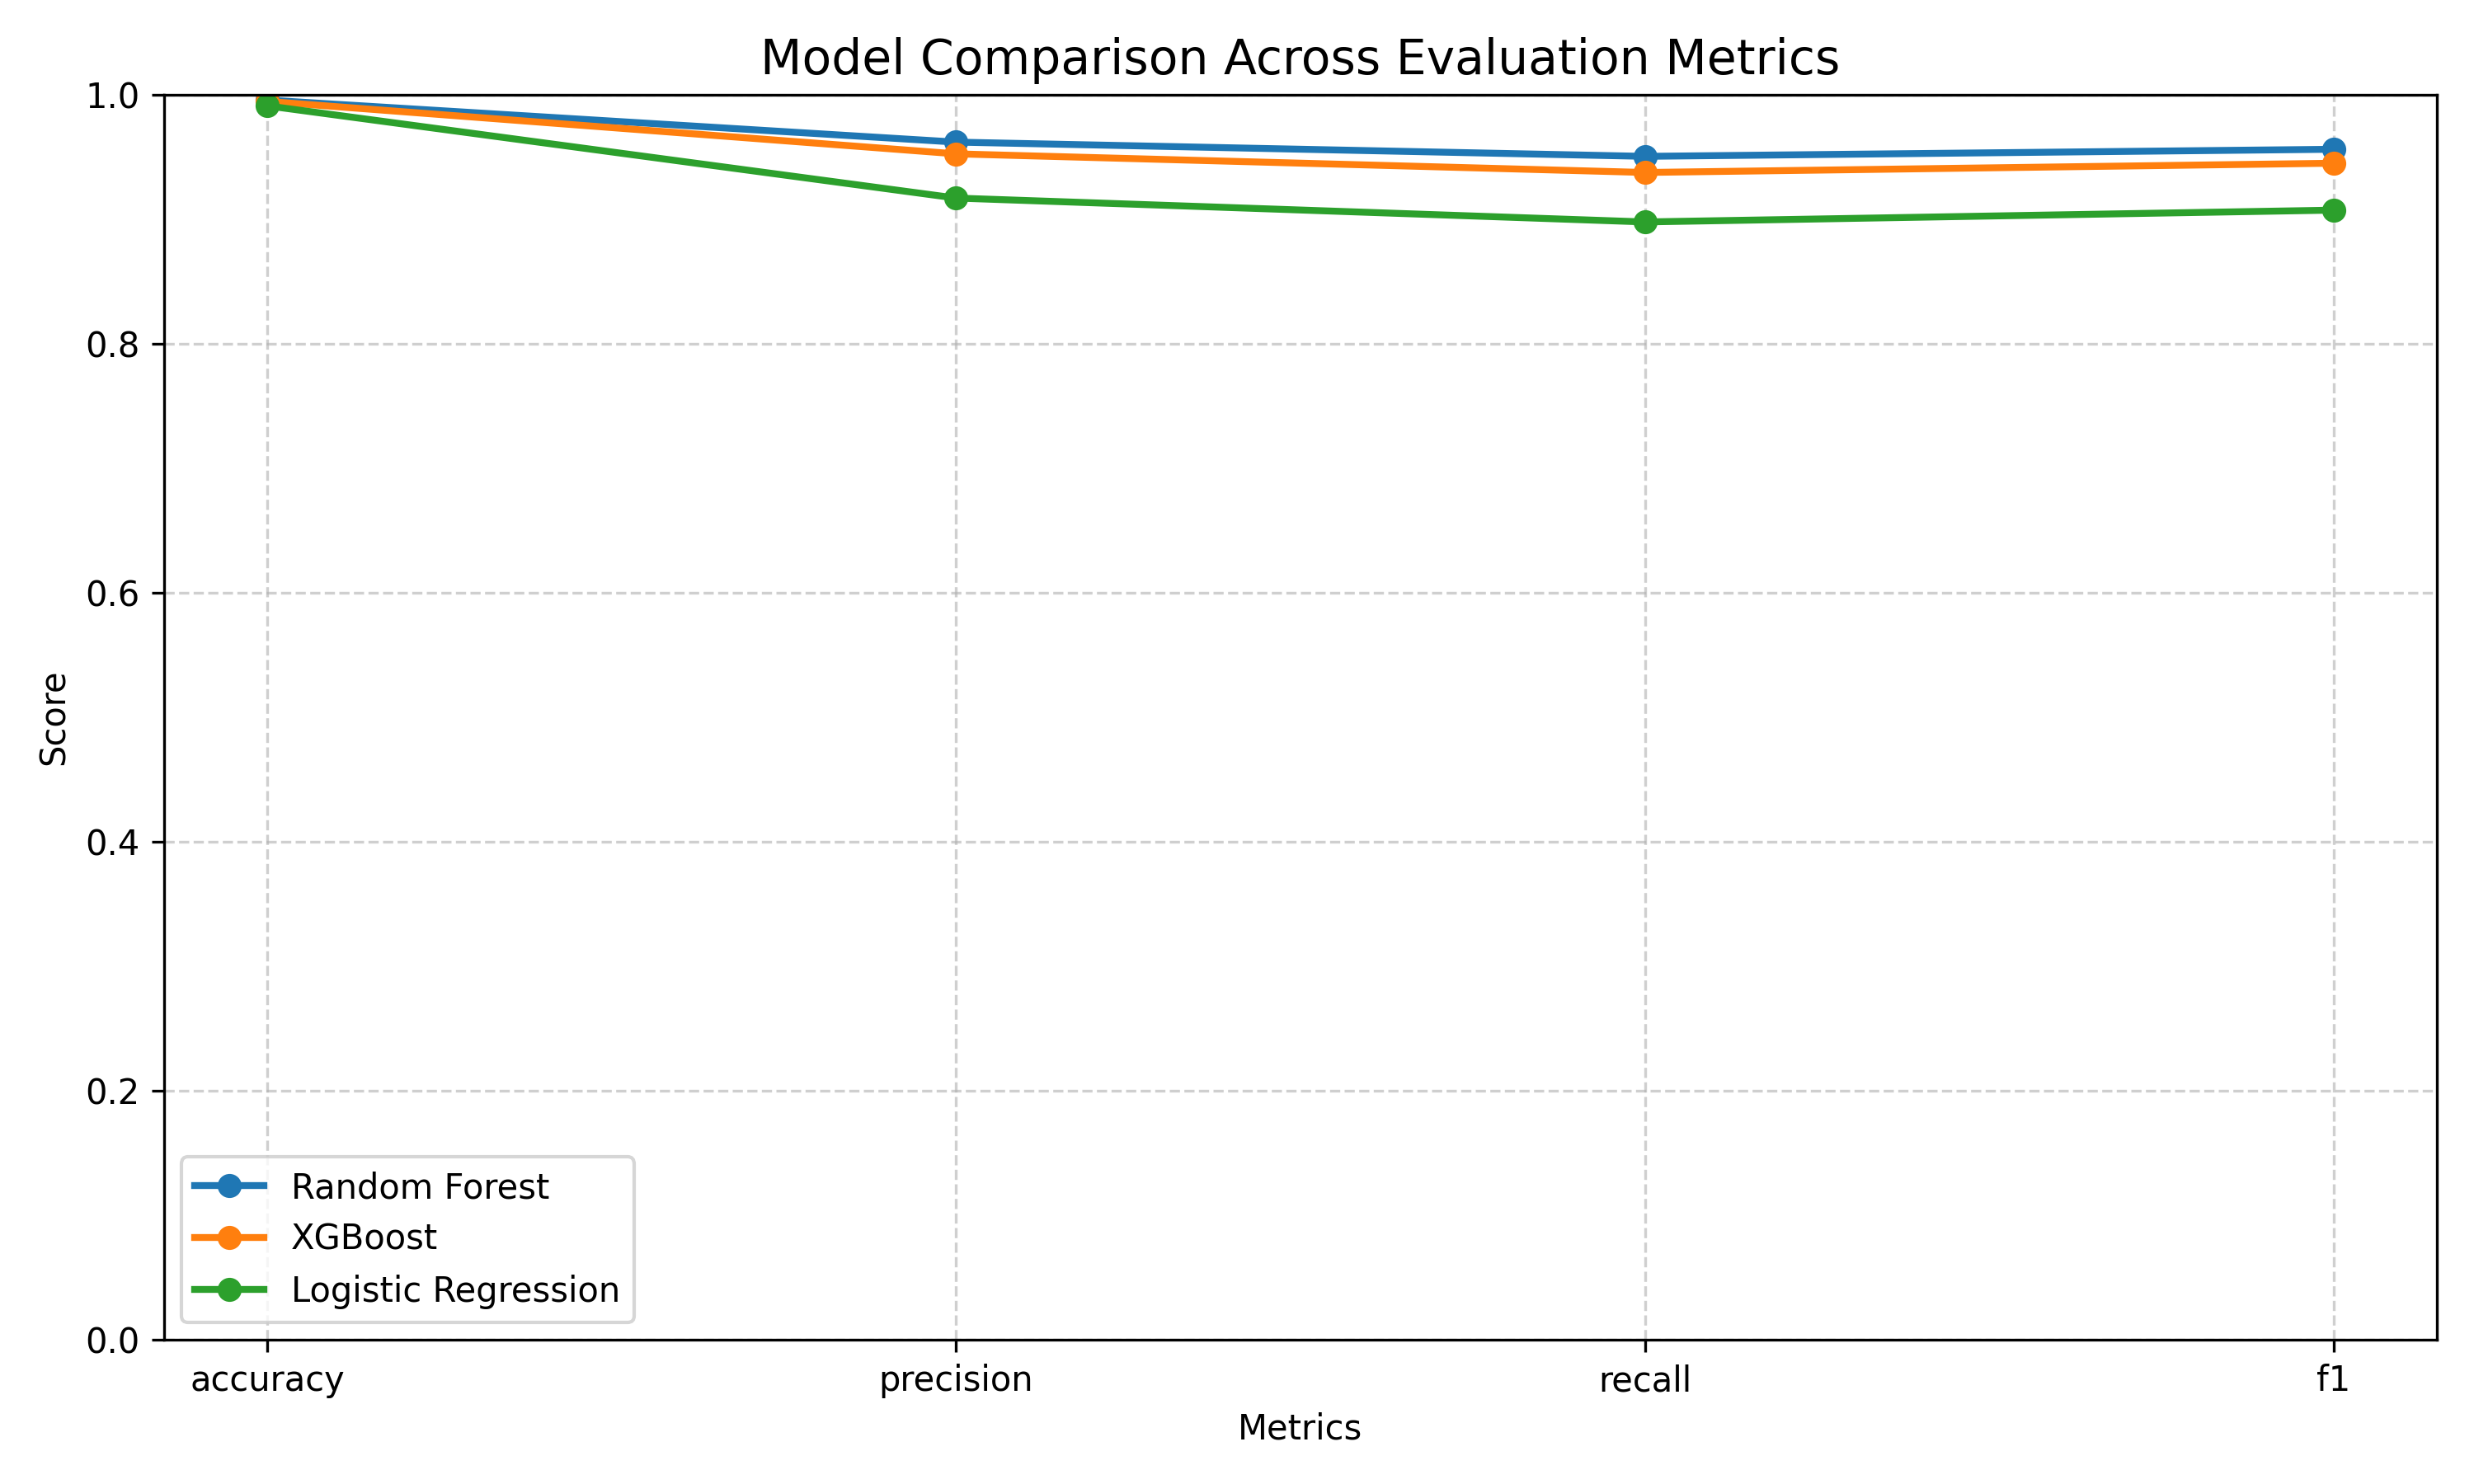 Model Comparison Across Evaluation Metrics
1.0
0.8
0.6
0.4
0.2
0.0
Score
Random Forest
XGBoost
Logistic Regression
accuracy precision recall f1
Metrics